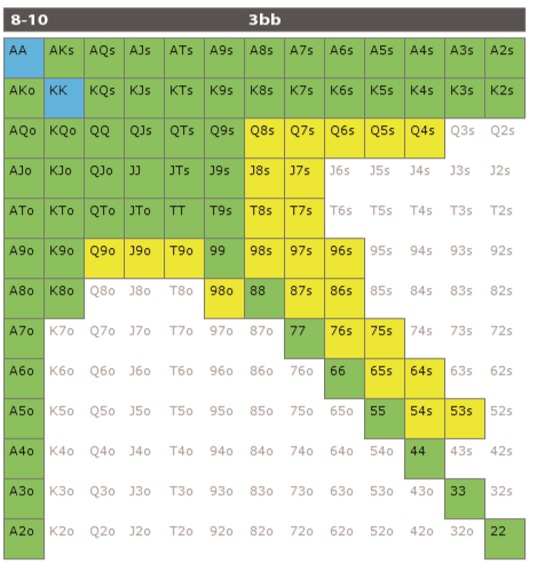 8-10 3bb
AA AKs AQs AJs ATs A9s A8s A7s A6s A5s A4s A3s A2s
AKo KK KQs KJs KTs K9s K8s K7s K6s K5s K4s K3s K2s
AQo KQo QQ QJs QTs Q9s Q8s Q7s Q6s Q5s Q4s Q3s Q2s
AJo KJo QJo JJ JTs J9s J8s J7s J6s J5s J4s J3s J2s
ATo KTo QTo JTo TT T9s T8s T7s T6s T5s T4s T3s T2s
A9o K9o Q9o J9o T9o 99 98s 97s 96s 95s 94s 93s 92s
A8o K8o Q8o J8o T8o 98o 88 87s 86s 85s 84s 83s 82s
A7o K7o Q7o J7o T7o 97o 87o 77 76s 75s 74s 73s 72s
A6o K6o Q6o J6o T6o 96o 86o 76o 66 65s 64s 63s 62s
A5o K5o Q5o J5o T5o 95o 85o 75o 65o 55 54s 53s 52s
A4o K4o Q4o J4o T4o 94o 84o 74o 64o 54o 44 43s 42s
A3o K3o Q3o J3o T3o 93o 83o 73o 63o 53o 43o 33 32s
A2o K2o Q2o J2o T2o 92o 82o 72o 62o 52o 42o 32o 22